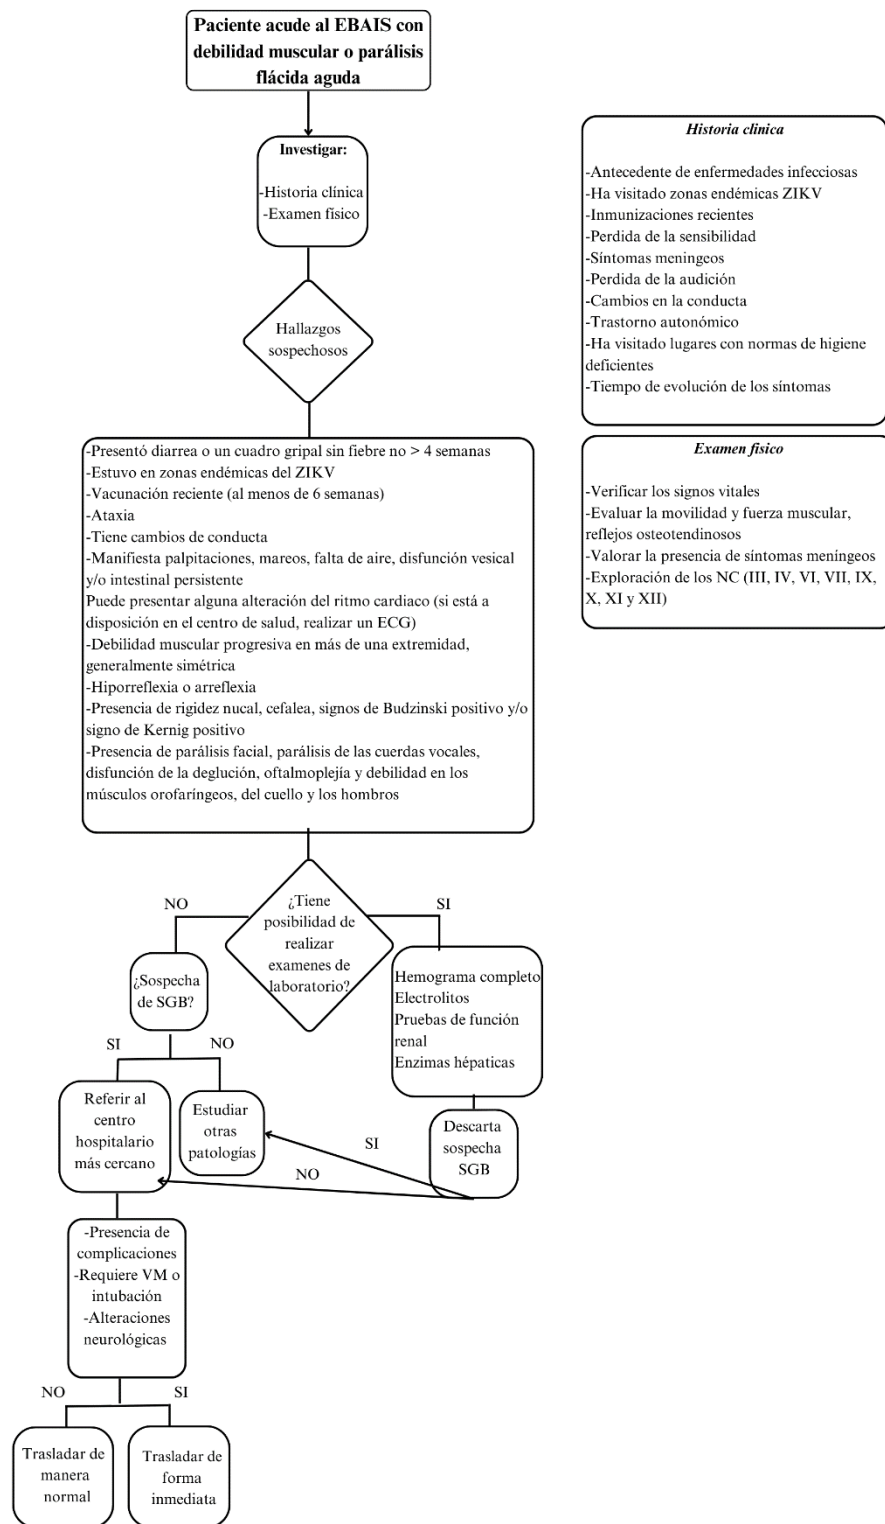 Paciente acude al EBAIS con
debilidad muscular o parálisis
flácida aguda
Investigar:
-Historia clínica
-Examen físico
Hallazgos
sospechosos
-Presentó diarrea o un cuadro gripal sin fiebre no > 4 semanas
-Estuvo en zonas endémicas del ZIKV
-Vacunación reciente (al menos de 6 semanas)
-Ataxia
-Tiene cambios de conducta
-Manifiesta palpitaciones, mareos, falta de aire, disfunción vesical
y/o intestinal persistente
Puede presentar alguna alteración del ritmo cardiaco (si está a
disposición en el centro de salud, realizar un ECG)
-Debilidad muscular progresiva en más de una extremidad,
generalmente simétrica
-Hiporreflexia o arreflexia
-Presencia de rigidez nucal, cefalea, signos de Budzinski positivo y/o
signo de Kernig positivo
-Presencia de parálisis facial, parálisis de las cuerdas vocales,
disfunción de la deglución, oftalmoplejía y debilidad en los
músculos orofaríngeos, del cuello y los hombros
Historia clinica
-Antecedente de enfermedades infecciosas
-Ha visitado zonas endémicas ZIKV
-Inmunizaciones recientes
-Perdida de la sensibilidad
-Síntomas meningeos
-Perdida de la audición
-Cambios en la conducta
-Trastorno autonómico
-Ha visitado lugares con normas de higiene
deficientes
-Tiempo de evolución de los síntomas
Examen fisico
-Verificar los signos vitales
-Evaluar la movilidad y fuerza muscular,
reflejos osteotendinosos
-Valorar la presencia de síntomas meníngeos
-Exploración de los NC (III, IV, VI, VII, IX,
X, XI y XII)
¿Tiene
posibilidad de
realizar
examenes de
laboratorio?
NO
SI
¿Sospecha
de SGB?
Hemograma completo
Electrolitos
Pruebas de función
renal
Enzimas hépaticas
SI
NO
Referir al
centro
hospitalario
más cercano
Estudiar
otras
patologías
Descarta
sospecha
SGB
SI
NO
-Presencia de
complicaciones
-Requiere VM o
intubación
-Alteraciones
neurológicas
NO
SI
Trasladar de
manera
normal
Trasladar de
forma
inmediata